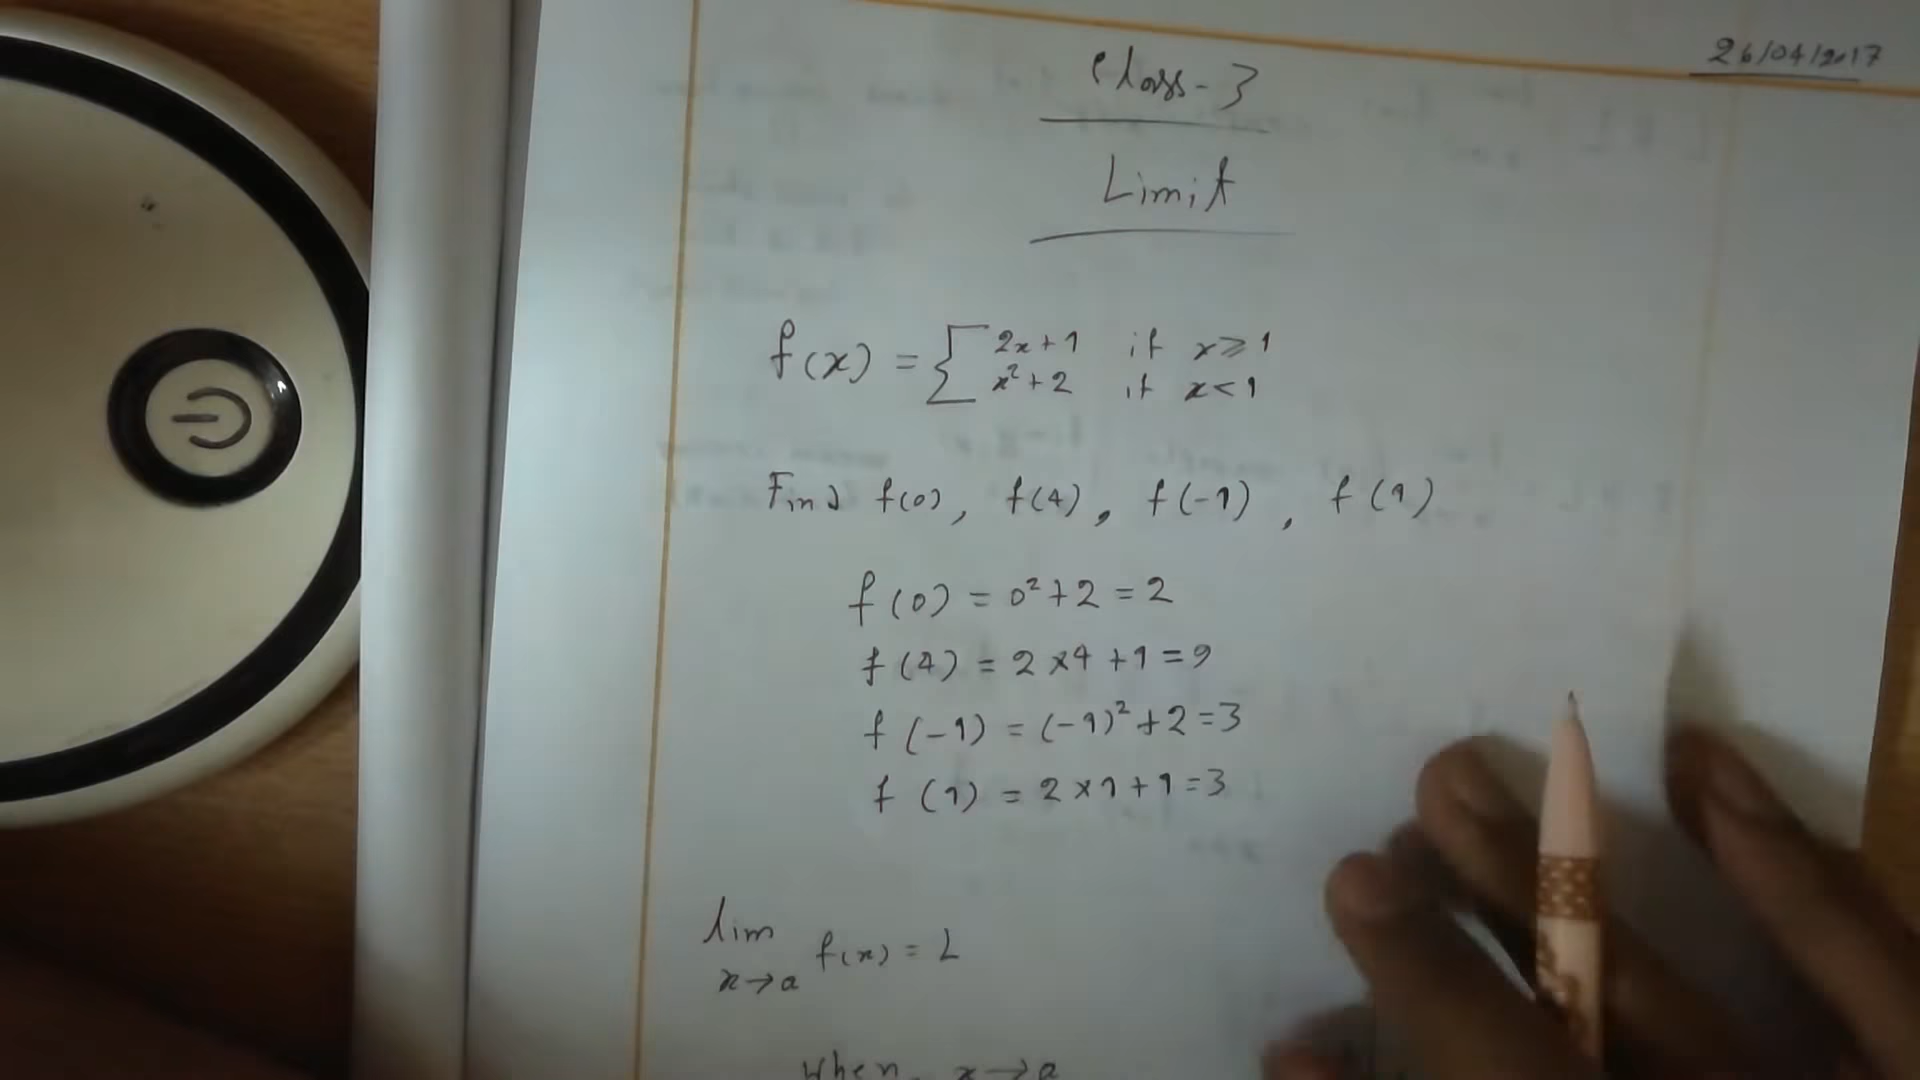 26/04/2017
Class-3
Limit
f(x) = { 2x+1 if x≥1
x²+2 if x<1
Find f(0), f(4), f(-1), f(1)
f(0) = 0²+2 = 2
f(4) = 2×4+1=9
f(-1) = (-1)²+2=3
f(1) = 2×1+1=3
lim x→a f(x) = L
When, x→a